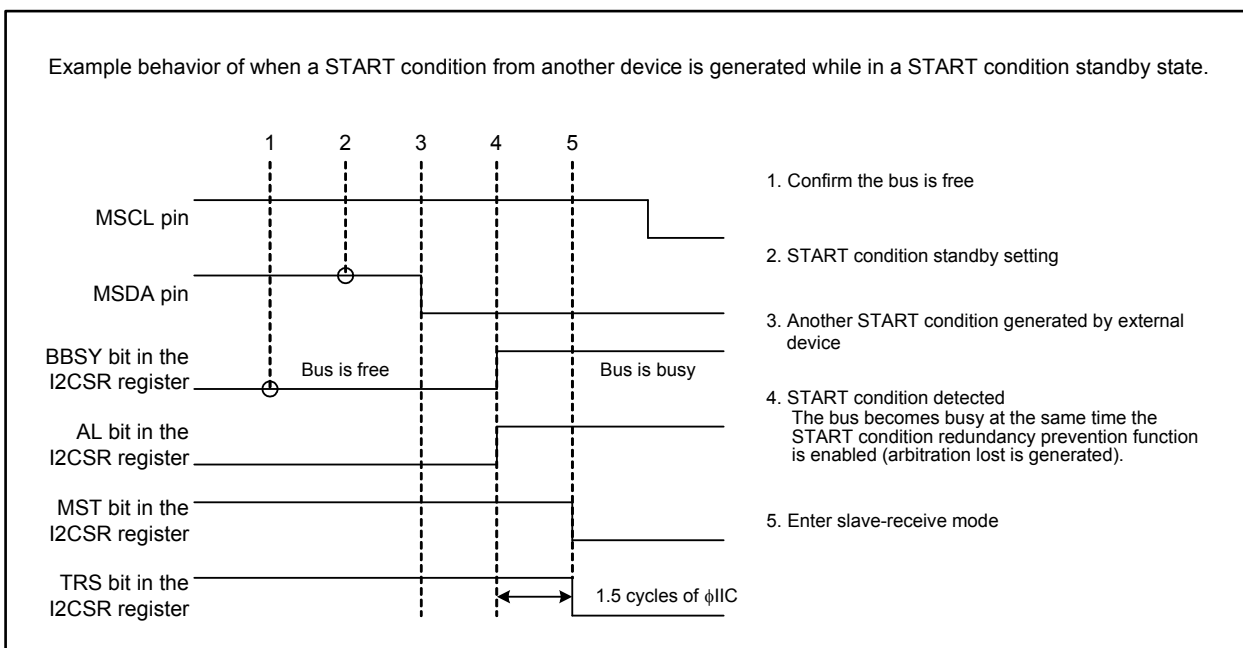 Example behavior of when a START condition from another device is generated while in a START condition standby state.
1 2 3 4 5
MSCL pin
MSDA pin
BBSY bit in the
I2CSR register
Bus is free
Bus is busy
AL bit in the
I2CSR register
MST bit in the
I2CSR register
TRS bit in the
I2CSR register
1.5 cycles of ϕIIC
1. Confirm the bus is free
2. START condition standby setting
3. Another START condition generated by external
device
4. START condition detected
The bus becomes busy at the same time the
START condition redundancy prevention function
is enabled (arbitration lost is generated).
5. Enter slave-receive mode